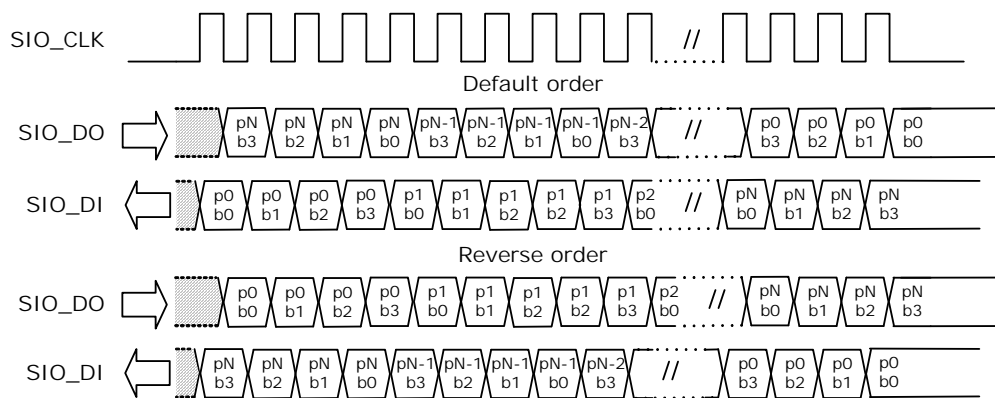 SIO_CLK //
Default order
SIO_DO
pN pN pN pN pN-1 pN-1 pN-1 pN-1 pN-2 // p0 p0 p0 p0
b3 b2 b1 b0 b3 b2 b1 b0 b3 b3 b2 b1 b0
SIO_DI
p0 p0 p0 p0 p1 p1 p1 p1 p1 p2 // pN pN pN pN
b0 b1 b2 b3 b0 b1 b2 b2 b3 b0 b0 b1 b2 b3
Reverse order
SIO_DO
p0 p0 p0 p0 p1 p1 p1 p1 p1 p2 // pN pN pN pN
b0 b1 b2 b3 b0 b1 b2 b2 b3 b0 b0 b1 b2 b3
SIO_DI
pN pN pN pN pN-1 pN-1 pN-1 pN-1 pN-2 // p0 p0 p0 p0
b3 b2 b1 b0 b3 b2 b1 b0 b3 b3 b2 b1 b0